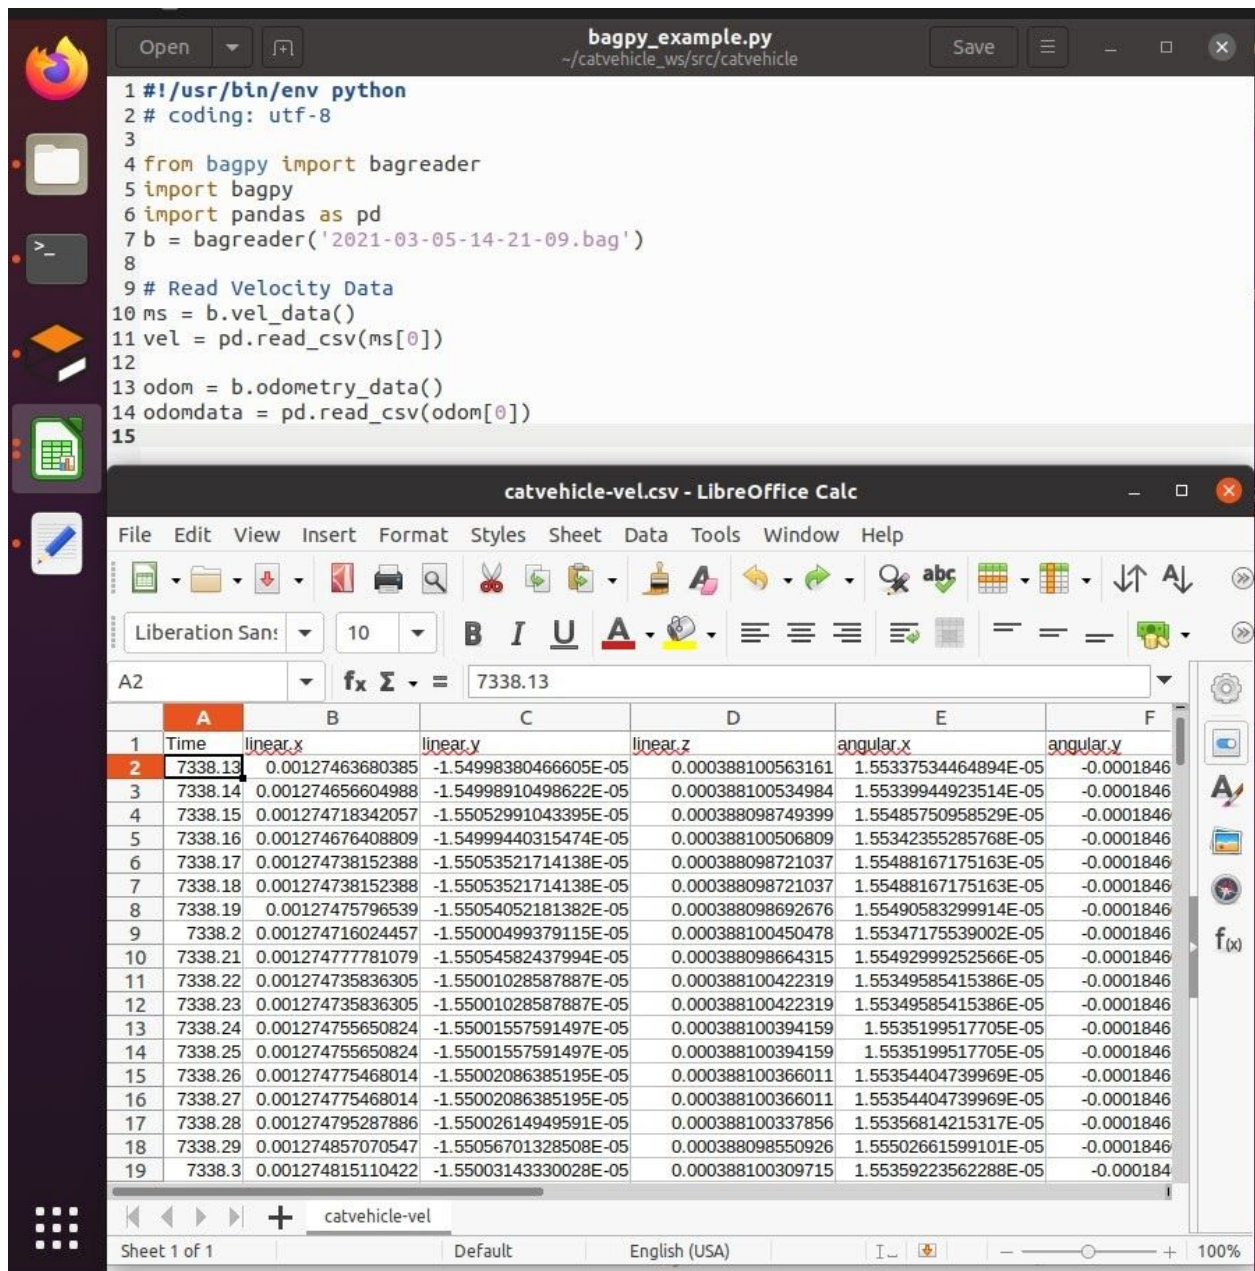 Open bagpy_example.py Save
~/catvehicle_ws/src/catvehicle
1 #!/usr/bin/env python
2 # coding: utf-8
3
4 from bagpy import bagreader
5 import bagpy
6 import pandas as pd
7 b = bagreader('2021-03-05-14-21-09.bag')
8
9 # Read Velocity Data
10 ms = b.vel_data()
11 vel = pd.read_csv(ms[0])
12
13 odom = b.odometry_data()
14 odomdata = pd.read_csv(odom[0])
15
catvehicle-vel.csv - LibreOffice Calc
File Edit View Insert Format Styles Sheet Data Tools Window Help
Liberation Sans 10
A2 7338.13
A B C D E F
1 Time linear.x linear.y linear.z angular.x angular.y
2 7338.13 0.00127463680385 -1.54998380466605E-05 0.000388100563161 1.55337534464894E-05 -0.0001846
3 7338.14 0.001274656604988 -1.54998910498622E-05 0.000388100534984 1.55339944923514E-05 -0.0001846
4 7338.15 0.001274718342057 -1.55052991043395E-05 0.000388098749399 1.55485750958529E-05 -0.0001846
5 7338.16 0.001274676408809 -1.54999440315474E-05 0.000388100506809 1.55342355285768E-05 -0.0001846
6 7338.17 0.001274738152388 -1.55053521714138E-05 0.000388098721037 1.55488167175163E-05 -0.0001846
7 7338.18 0.001274738152388 -1.55053521714138E-05 0.000388098721037 1.55488167175163E-05 -0.0001846
8 7338.19 0.00127475796539 -1.55054052181382E-05 0.000388098692676 1.55490583299914E-05 -0.0001846
9 7338.2 0.001274716024457 -1.55000499379115E-05 0.000388100450478 1.55347175539002E-05 -0.0001846
10 7338.21 0.001274777781079 -1.55054582437994E-05 0.000388098664315 1.55492999252566E-05 -0.0001846
11 7338.22 0.001274735836305 -1.55001028587887E-05 0.000388100422319 1.55349585415386E-05 -0.0001846
12 7338.23 0.001274735836305 -1.55001028587887E-05 0.000388100422319 1.55349585415386E-05 -0.0001846
13 7338.24 0.001274755650824 -1.55001557591497E-05 0.000388100394159 1.5535199517705E-05 -0.0001846
14 7338.25 0.001274755650824 -1.55001557591497E-05 0.000388100394159 1.5535199517705E-05 -0.0001846
15 7338.26 0.001274775468014 -1.55002086385195E-05 0.000388100366011 1.55354404739969E-05 -0.0001846
16 7338.27 0.001274775468014 -1.55002086385195E-05 0.000388100366011 1.55354404739969E-05 -0.0001846
17 7338.28 0.001274795287886 -1.55002614949591E-05 0.000388100337856 1.55356814215317E-05 -0.0001846
18 7338.29 0.001274857070547 -1.55056701328508E-05 0.000388098550926 1.55502661599101E-05 -0.0001846
19 7338.3 0.001274815110422 -1.55003143330028E-05 0.000388100309715 1.55359223562288E-05 -0.000184
catvehicle-vel
Sheet 1 of 1 Default English (USA) 100%